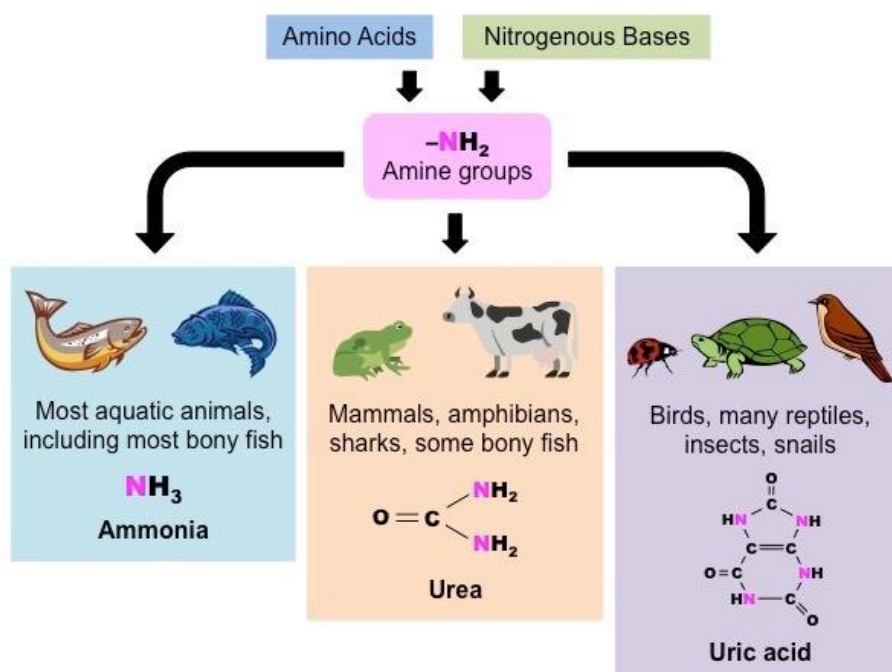 Amino Acids
Nitrogenous Bases
–NH₂
Amine groups
Most aquatic animals,
including most bony fish
NH₃
Ammonia
Mammals, amphibians,
sharks, some bony fish
NH₂
O=C
NH₂
Urea
Birds, many reptiles,
insects, snails
O
C
HN NH
C=C
O=C NH
HN–C
O
Uric acid